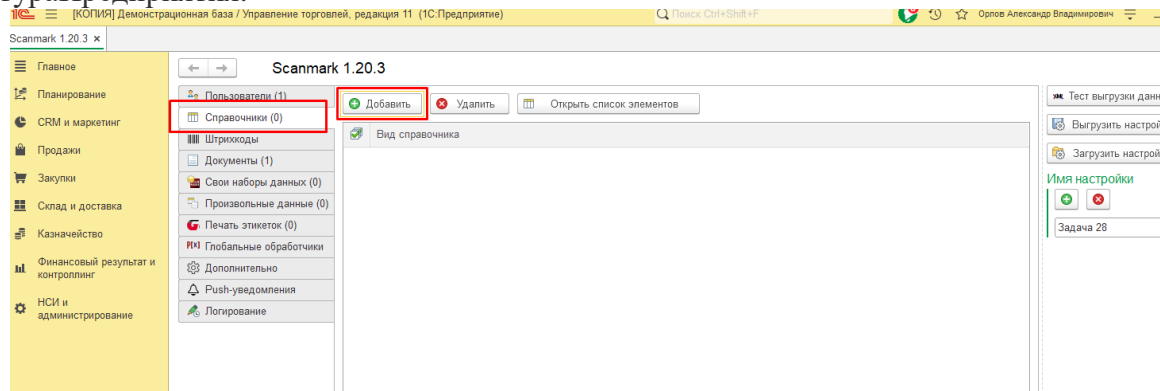 [КОПИЯ] Демонстрационная база / Управление торговлей, редакция 11 (1С:Предприятие)
Поиск Ctrl+Shift+F
Орлов Александр Владимирович
Scanmark 1.20.3 ×
Главное
Планирование
CRM и маркетинг
Продажи
Закупки
Склад и доставка
Казначейство
Финансовый результат и
контроллинг
НСИ и
администрирование
Scanmark 1.20.3
Пользователи (1)
Справочники (0)
Штрихкоды
Документы (1)
Свои наборы данных (0)
Произвольные данные (0)
Печать этикеток (0)
Глобальные обработчики
Дополнительно
Push-уведомления
Логирование
Добавить
Удалить
Открыть список элементов
Вид справочника
Тест выгрузки данн
Выгрузить настрой
Загрузить настрой
Имя настройки
Задача 28